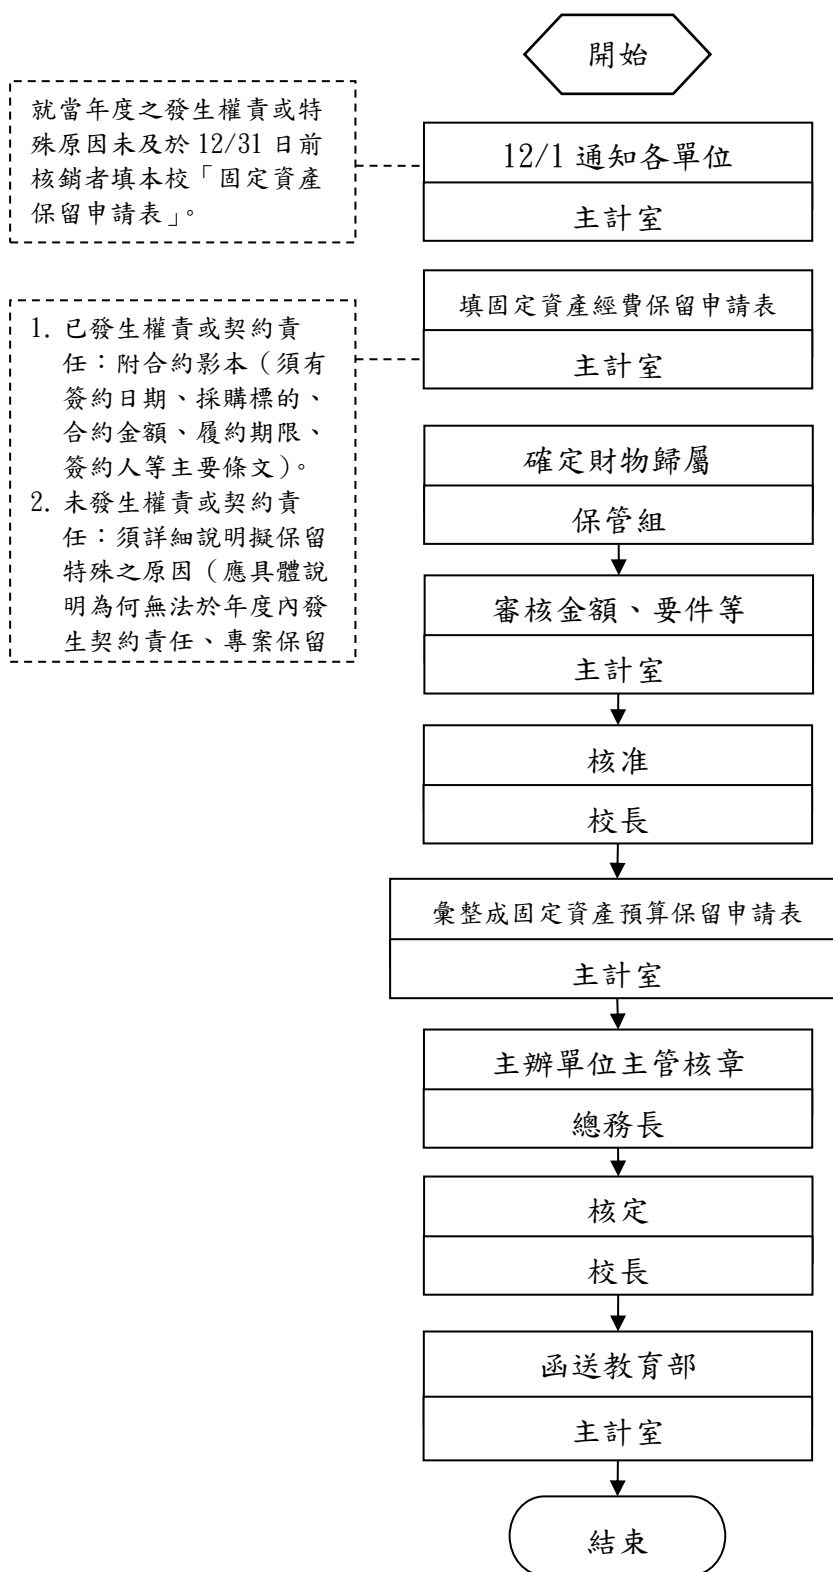 開始
就當年度之發生權責或特
殊原因未及於 12/31 日前
核銷者填本校「固定資產
保留申請表」。
12/1 通知各單位
主計室
填固定資產經費保留申請表
主計室
1. 已發生權責或契約責
任：附合約影本（須有
簽約日期、採購標的、
合約金額、履約期限、
簽約人等主要條文）。
2. 未發生權責或契約責
任：須詳細說明擬保留
特殊之原因（應具體說
明為何無法於年度內發
生契約責任、專案保留
確定財物歸屬
保管組
審核金額、要件等
主計室
核准
校長
彙整成固定資產預算保留申請表
主計室
主辦單位主管核章
總務長
核定
校長
函送教育部
主計室
結束